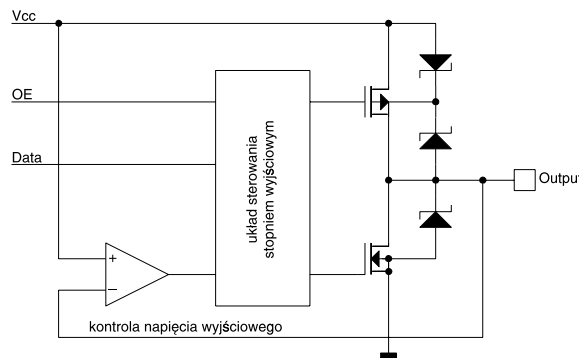 Vcc
OE
Data
układ sterowania
stopniem wyjściowym
Output
+
−
kontrola napięcia wyjściowego